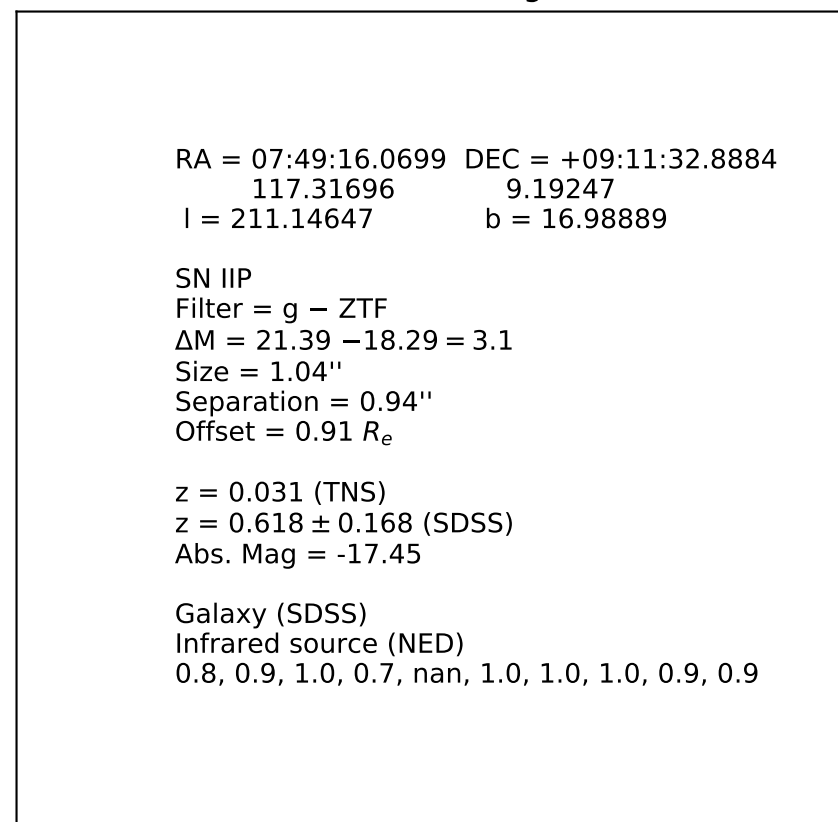 RA = 07:49:16.0699 DEC = +09:11:32.8884
117.31696 9.19247
l = 211.14647 b = 16.98889
SN IIP
Filter = g − ZTF
ΔM = 21.39 −18.29 = 3.1
Size = 1.04''
Separation = 0.94''
Offset = 0.91 Rₑ
z = 0.031 (TNS)
z = 0.618 ± 0.168 (SDSS)
Abs. Mag = -17.45
Galaxy (SDSS)
Infrared source (NED)
0.8, 0.9, 1.0, 0.7, nan, 1.0, 1.0, 1.0, 0.9, 0.9